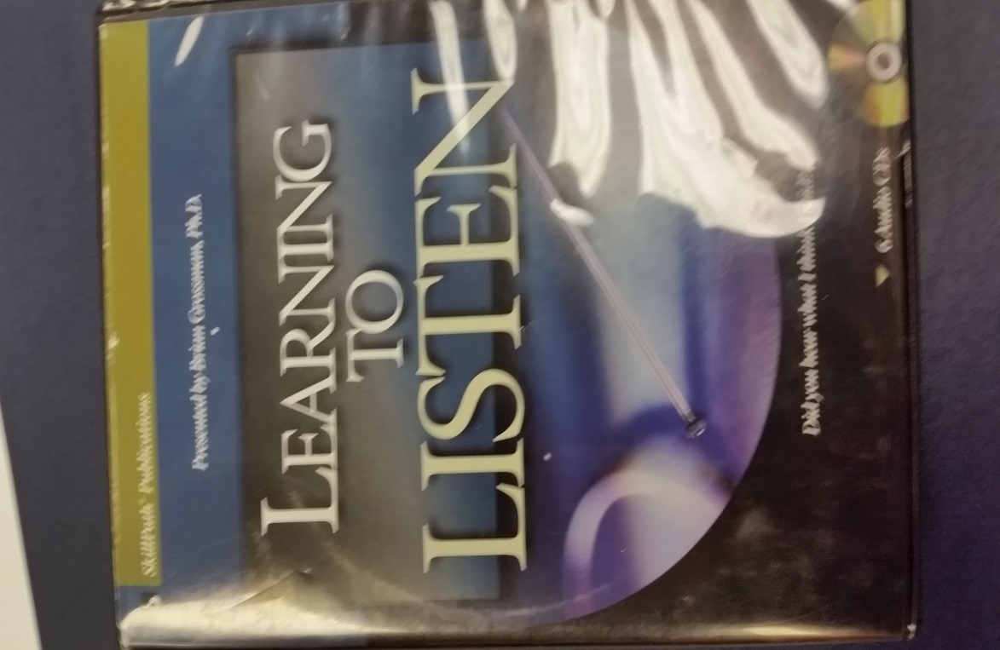 SkillPath® Publications
Presented by Brian Grossman, Ph.D.
LEARNING
TO
LISTEN
Did you hear what I think
6 Audio CDs